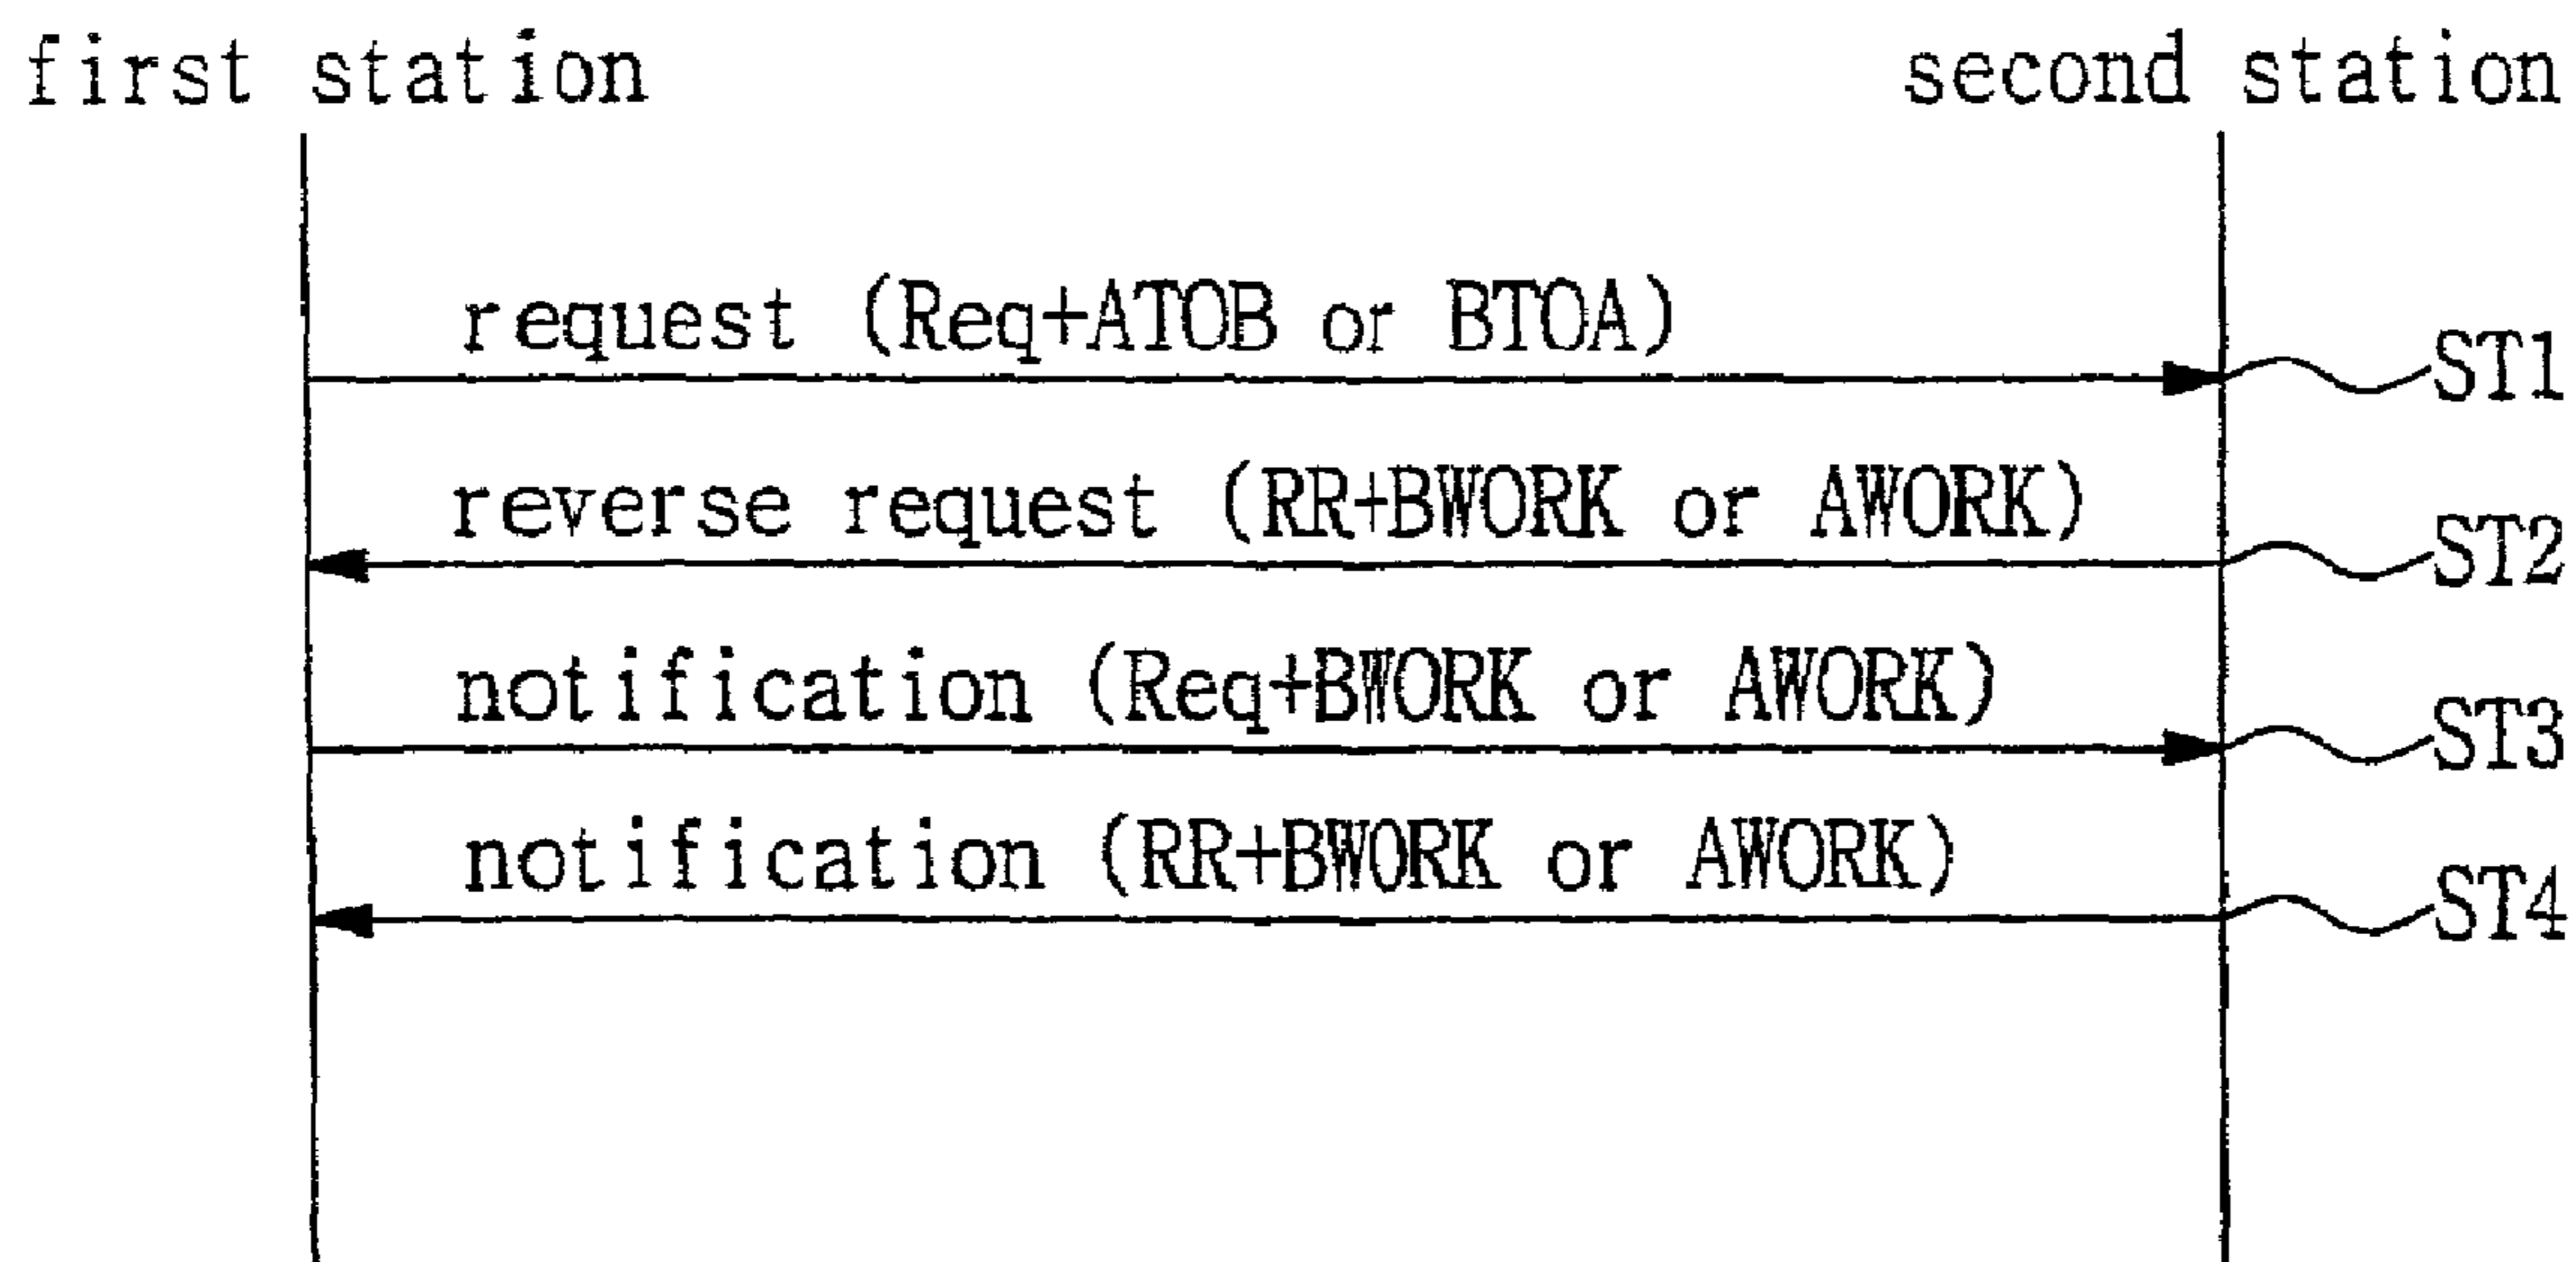 first station
second station
request (Req+ATOB or BTOA)
ST1
reverse request (RR+BWORK or AWORK)
ST2
notification (Req+BWORK or AWORK)
ST3
notification (RR+BWORK or AWORK)
ST4